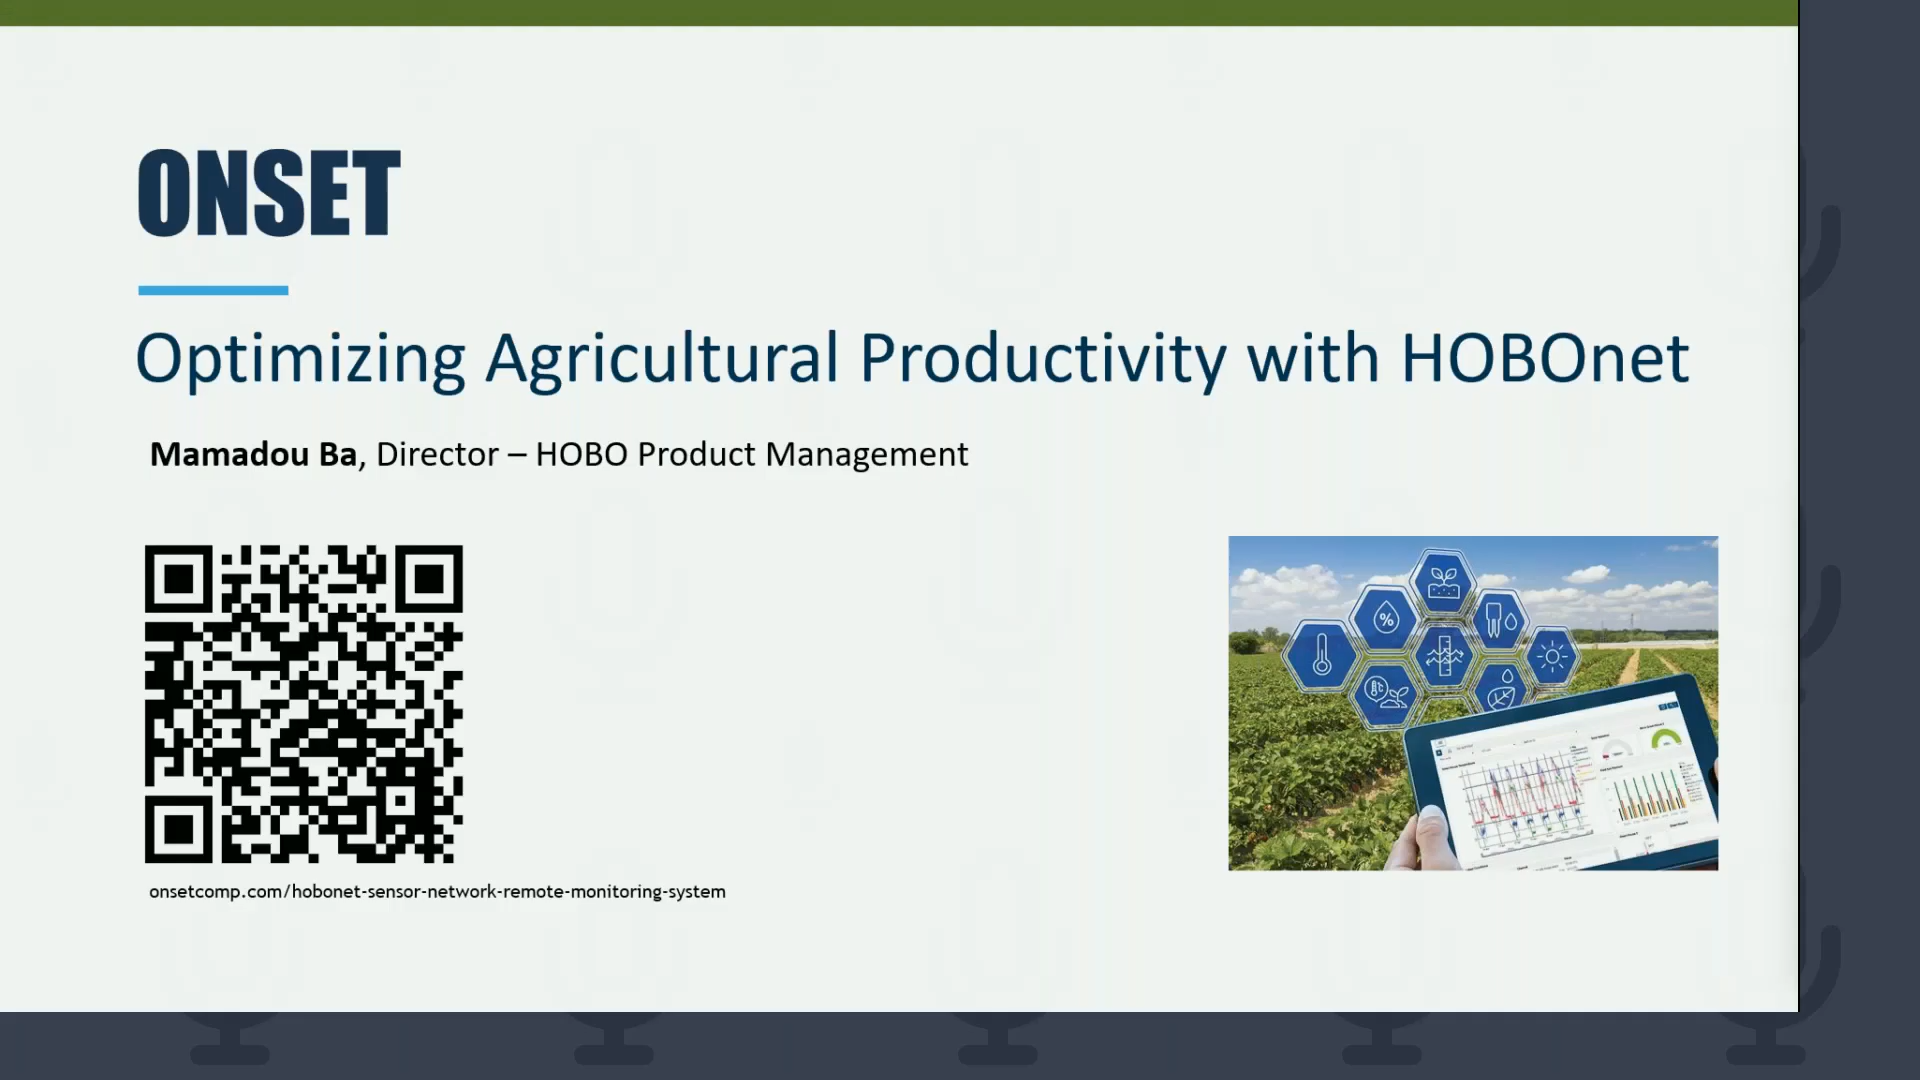 ONSET
Optimizing Agricultural Productivity with HOBOnet
Mamadou Ba, Director – HOBO Product Management
%
onsetcomp.com/hobonet-sensor-network-remote-monitoring-system